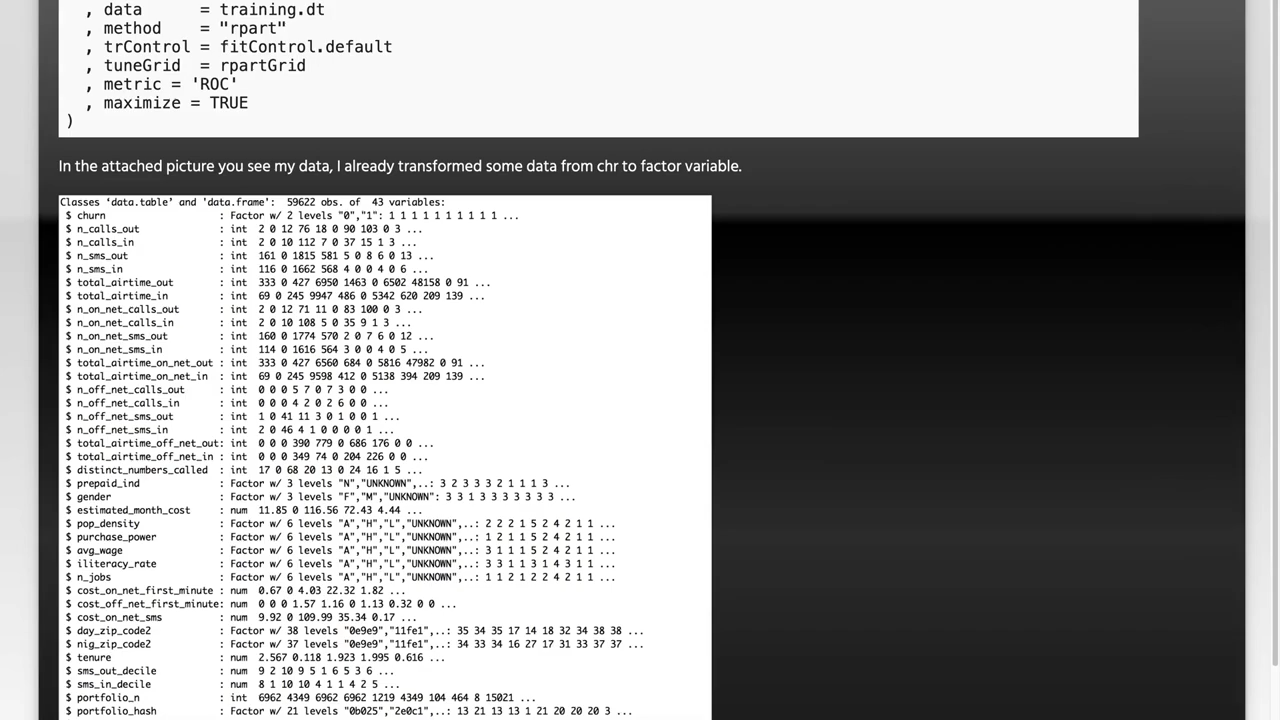 , data      = training.dt
, method    = "rpart"
, trControl = fitControl.default
, tuneGrid  = rpartGrid
, metric = 'ROC'
, maximize = TRUE
)
In the attached picture you see my data, I already transformed some data from chr to factor variable.
Classes ‘data.table’ and 'data.frame':  59622 obs. of  43 variables:
$ churn                    : Factor w/ 2 levels "0","1": 1 1 1 1 1 1 1 1 1 1 ...
$ n_calls_out              : int  2 0 12 76 18 0 90 103 0 3 ...
$ n_calls_in               : int  2 0 10 112 7 0 37 15 1 3 ...
$ n_sms_out                : int  161 0 1815 581 5 0 8 6 0 13 ...
$ n_sms_in                 : int  116 0 1662 568 4 0 0 4 0 6 ...
$ total_airtime_out        : int  333 0 427 6950 1463 0 6502 48158 0 91 ...
$ total_airtime_in         : int  69 0 245 9947 486 0 5342 620 209 139 ...
$ n_on_net_calls_out       : int  2 0 12 71 11 0 83 100 0 3 ...
$ n_on_net_calls_in        : int  2 0 10 108 5 0 35 9 1 3 ...
$ n_on_net_sms_out         : int  160 0 1774 570 2 0 7 6 0 12 ...
$ n_on_net_sms_in          : int  114 0 1616 564 3 0 0 4 0 5 ...
$ total_airtime_on_net_out : int  333 0 427 6560 684 0 5816 47982 0 91 ...
$ total_airtime_on_net_in  : int  69 0 245 9598 412 0 5138 394 209 139 ...
$ n_off_net_calls_out      : int  0 0 0 5 7 0 7 3 0 0 ...
$ n_off_net_calls_in       : int  0 0 0 4 2 0 2 6 0 0 ...
$ n_off_net_sms_out        : int  1 0 41 11 3 0 1 0 0 1 ...
$ n_off_net_sms_in         : int  2 0 46 4 1 0 0 0 0 1 ...
$ total_airtime_off_net_out: int  0 0 0 390 779 0 686 176 0 0 ...
$ total_airtime_off_net_in : int  0 0 0 349 74 0 204 226 0 0 ...
$ distinct_numbers_called  : int  17 0 68 20 13 0 24 16 1 5 ...
$ prepaid_ind              : Factor w/ 3 levels "N","UNKNOWN",..: 3 2 3 3 3 2 1 1 1 3 ...
$ gender                   : Factor w/ 3 levels "F","M","UNKNOWN": 3 3 1 3 3 3 3 3 3 3 ...
$ estimated_month_cost     : num  11.85 0 116.56 72.43 4.44 ...
$ pop_density              : Factor w/ 6 levels "A","H","L","UNKNOWN",..: 2 2 2 1 5 2 4 2 1 1 ...
$ purchase_power           : Factor w/ 6 levels "A","H","L","UNKNOWN",..: 1 2 1 1 5 2 4 2 1 1 ...
$ avg_wage                 : Factor w/ 6 levels "A","H","L","UNKNOWN",..: 3 1 1 1 5 2 4 2 1 1 ...
$ iliteracy_rate           : Factor w/ 6 levels "A","H","L","UNKNOWN",..: 3 3 1 1 3 1 4 3 1 1 ...
$ n_jobs                   : Factor w/ 6 levels "A","H","L","UNKNOWN",..: 1 1 2 1 2 2 4 2 1 1 ...
$ cost_on_net_first_minute : num  0.67 0 4.03 22.32 1.82 ...
$ cost_off_net_first_minute: num  0 0 0 1.57 1.16 0 1.13 0.32 0 0 ...
$ cost_on_net_sms          : num  9.92 0 109.99 35.34 0.17 ...
$ day_zip_code2            : Factor w/ 38 levels "0e9e9","11fe1",..: 35 34 35 17 14 18 32 34 38 38 ...
$ nig_zip_code2            : Factor w/ 37 levels "0e9e9","11fe1",..: 34 33 34 16 27 17 31 33 37 37 ...
$ tenure                   : num  2.567 0.118 1.923 1.995 0.616 ...
$ sms_out_decile           : num  9 2 10 9 5 1 6 5 3 6 ...
$ sms_in_decile            : num  8 1 10 10 4 1 1 4 2 5 ...
$ portfolio_n              : int  6962 4349 6962 6962 1219 4349 104 464 8 15021 ...
$ portfolio_hash           : Factor w/ 21 levels "0b025","2e0c1",..: 13 21 13 13 1 21 20 20 20 3 ...